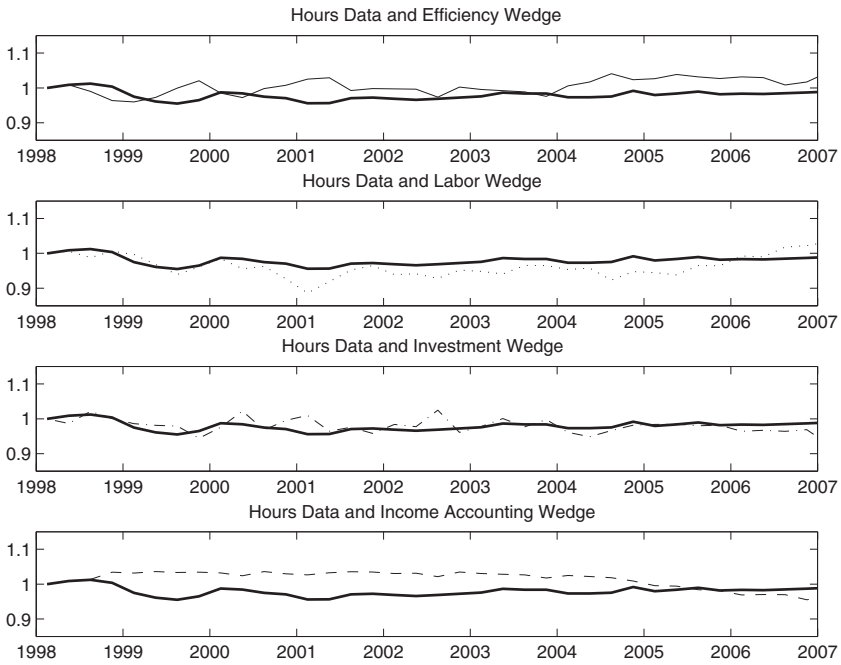 Hours Data and Efficiency Wedge
1.1
1
0.9
1998 1999 2000 2001 2002 2003 2004 2005 2006 2007
Hours Data and Labor Wedge
1.1
1
0.9
1998 1999 2000 2001 2002 2003 2004 2005 2006 2007
Hours Data and Investment Wedge
1.1
1
0.9
1998 1999 2000 2001 2002 2003 2004 2005 2006 2007
Hours Data and Income Accounting Wedge
1.1
1
0.9
1998 1999 2000 2001 2002 2003 2004 2005 2006 2007